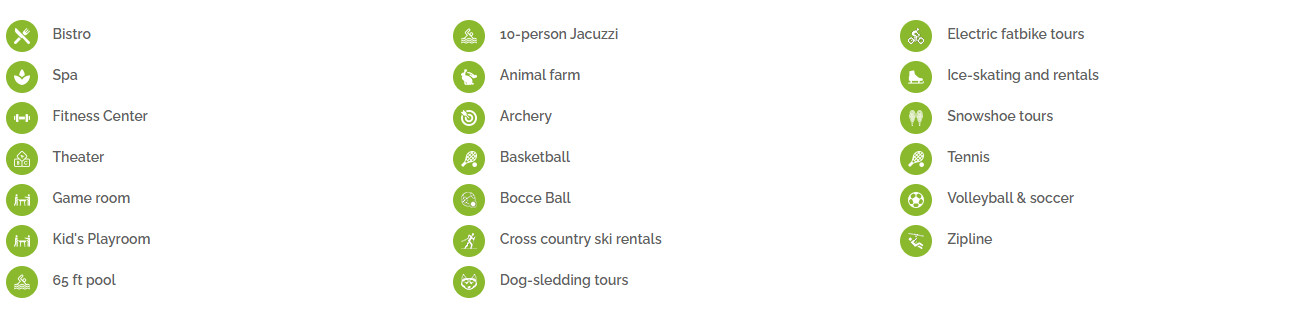 Bistro
Spa
Fitness Center
Theater
Game room
Kid's Playroom
65 ft pool
10-person Jacuzzi
Animal farm
Archery
Basketball
Bocce Ball
Cross country ski rentals
Dog-sledding tours
Electric fatbike tours
Ice-skating and rentals
Snowshoe tours
Tennis
Volleyball & soccer
Zipline